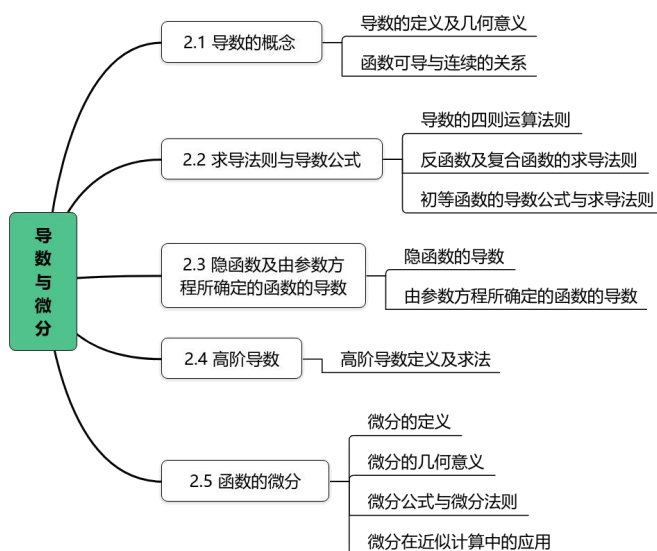 导
数
与
微
分
2.1 导数的概念
导数的定义及几何意义
函数可导与连续的关系
2.2 求导法则与导数公式
导数的四则运算法则
反函数及复合函数的求导法则
初等函数的导数公式与求导法则
2.3 隐函数及由参数方
程所确定的函数的导数
隐函数的导数
由参数方程所确定的函数的导数
2.4 高阶导数
高阶导数定义及求法
2.5 函数的微分
微分的定义
微分的几何意义
微分公式与微分法则
微分在近似计算中的应用